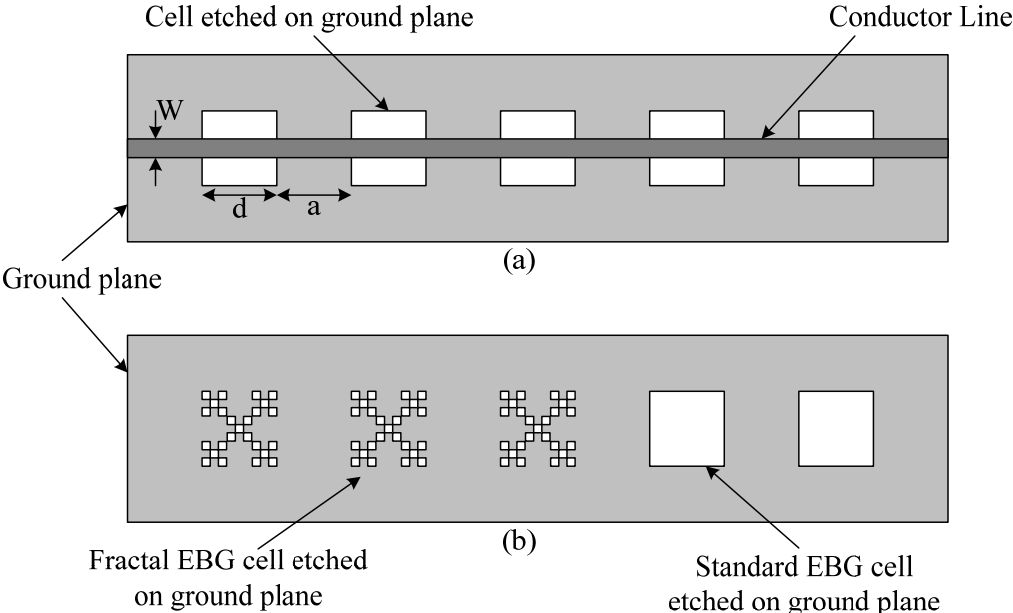 Cell etched on ground plane
Conductor Line
W
d
a
(a)
Ground plane
(b)
Fractal EBG cell etched
on ground plane
Standard EBG cell
etched on ground plane